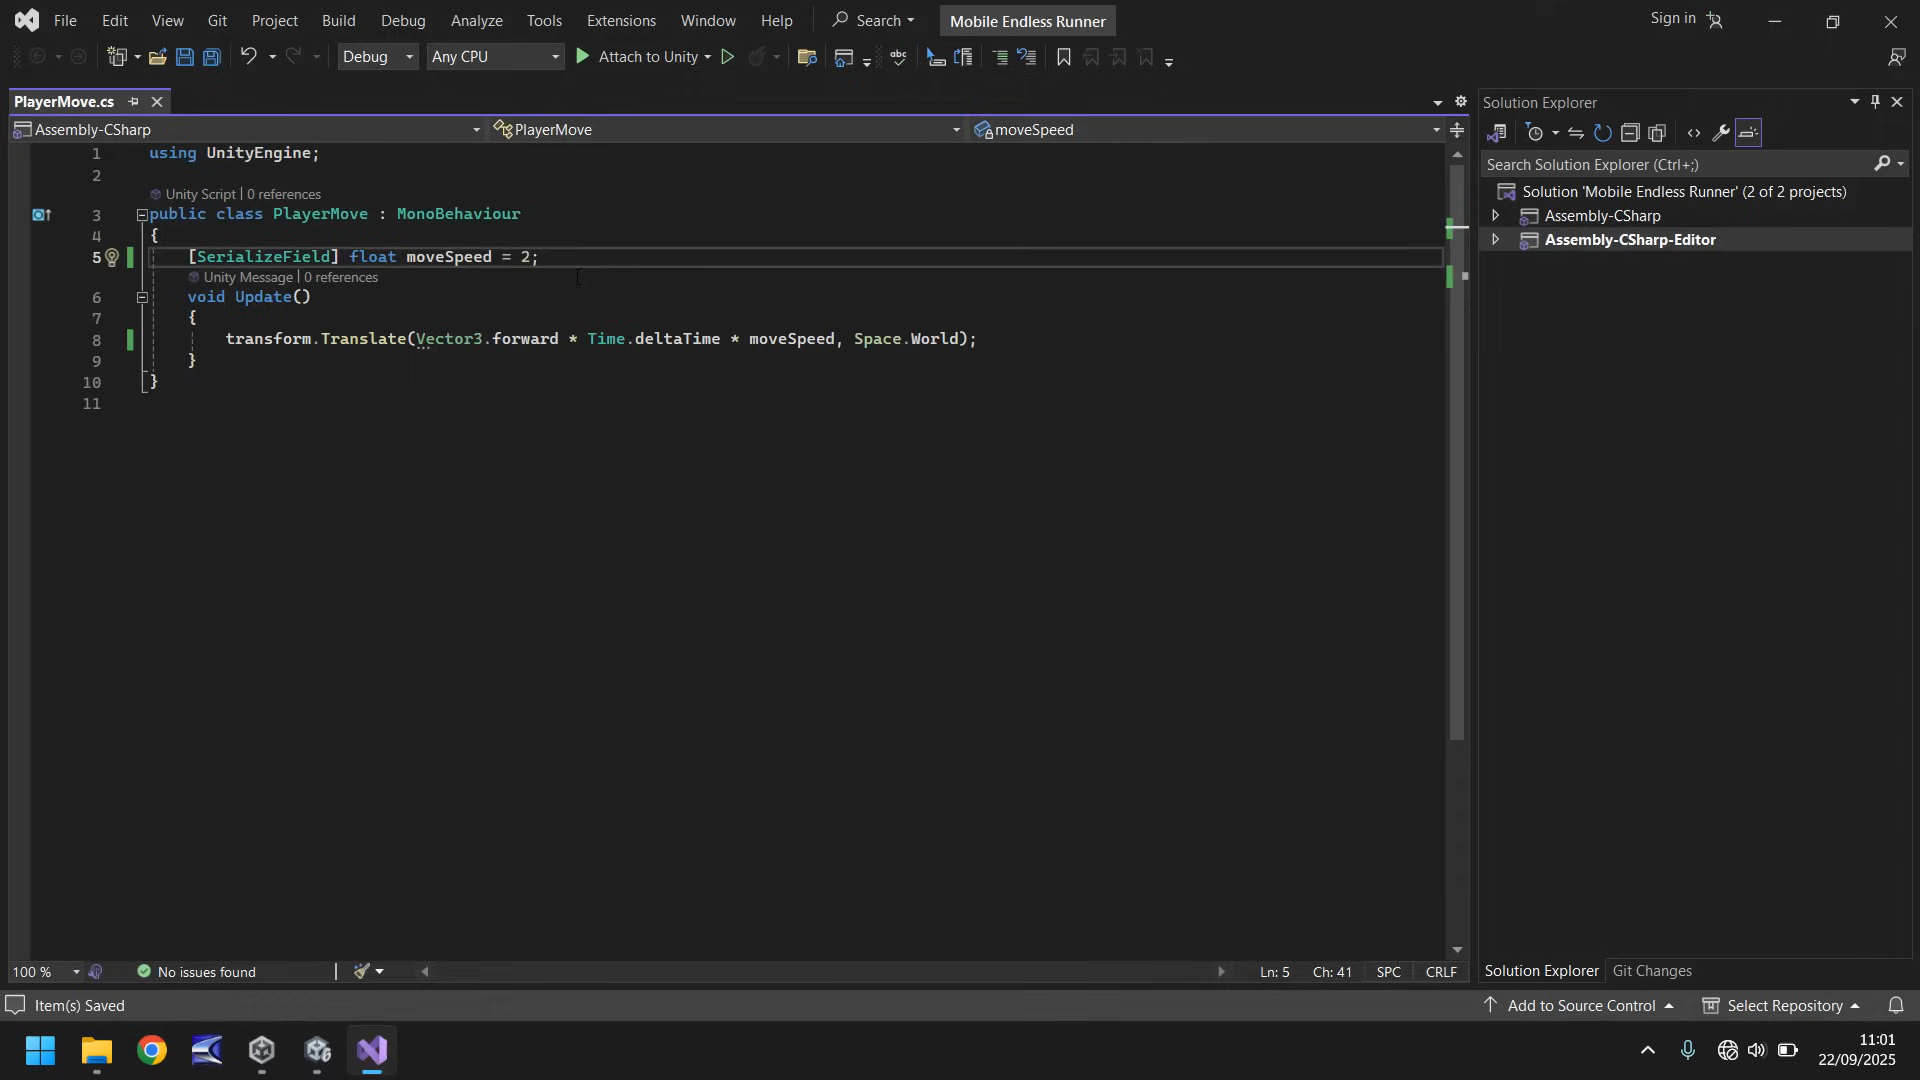 File Edit View Git Project Build Debug Analyze Tools Extensions Window Help Search Mobile Endless Runner Sign in
Debug Any CPU Attach to Unity
PlayerMove.cs
Assembly-CSharp PlayerMove moveSpeed
1 using UnityEngine;
2
Unity Script | 0 references
3 public class PlayerMove : MonoBehaviour
4 {
5 [SerializeField] float moveSpeed = 2;
Unity Message | 0 references
6 void Update()
7 {
8 transform.Translate(Vector3.forward * Time.deltaTime * moveSpeed, Space.World);
9 }
10 }
11
Solution Explorer
Search Solution Explorer (Ctrl+;)
Solution 'Mobile Endless Runner' (2 of 2 projects)
Assembly-CSharp
Assembly-CSharp-Editor
100 % No issues found Ln: 5 Ch: 41 SPC CRLF
Solution Explorer Git Changes
Item(s) Saved Add to Source Control Select Repository
11:01
22/09/2025